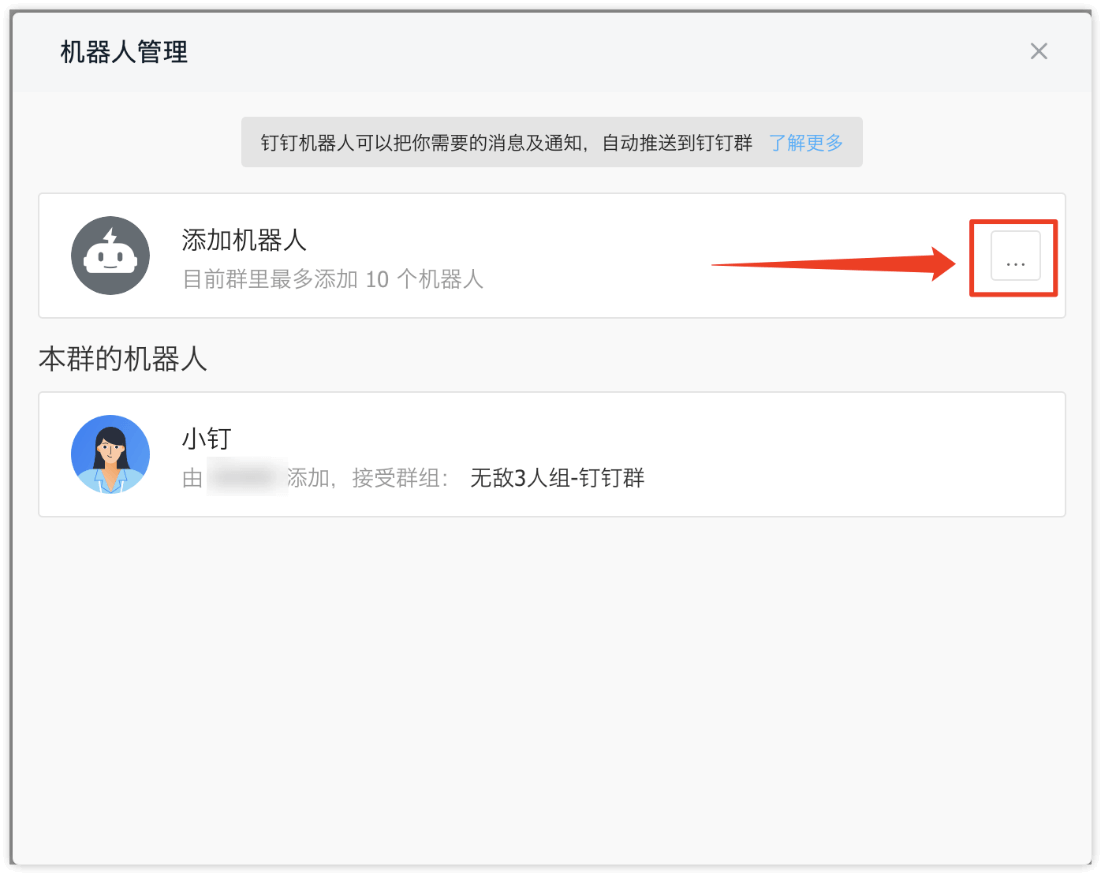 机器人管理
钉钉机器人可以把你需要的消息及通知，自动推送到钉钉群 了解更多
添加机器人
目前群里最多添加 10 个机器人
...
本群的机器人
小钉
由 添加，接受群组： 无敌3人组-钉钉群